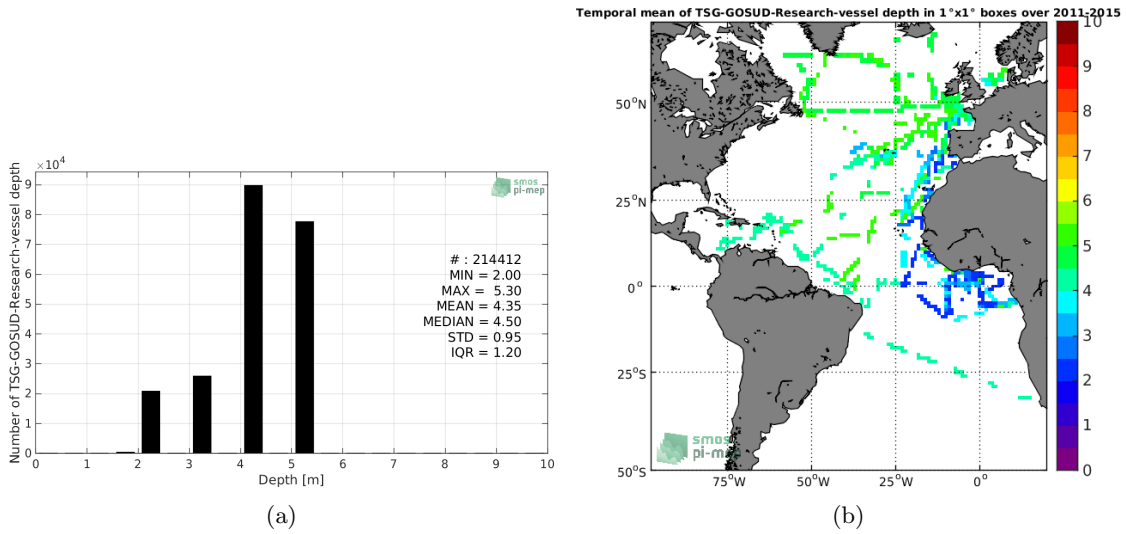 Temporal mean of TSG-GOSUD-Research-vessel depth in 1°x1° boxes over 2011-2015
×10⁴
Number of TSG-GOSUD-Research-vessel depth
9
8
7
6
5
4
3
2
1
0
0 1 2 3 4 5 6 7 8 9 10
Depth [m]
smos
pi-mep
# : 214412
MIN = 2.00
MAX = 5.30
MEAN = 4.35
MEDIAN = 4.50
STD = 0.95
IQR = 1.20
(a)
50°N
25°N
0°
25°S
50°S
75°W 50°W 25°W 0°
smos
pi-mep
10
9
8
7
6
5
4
3
2
1
0
(b)